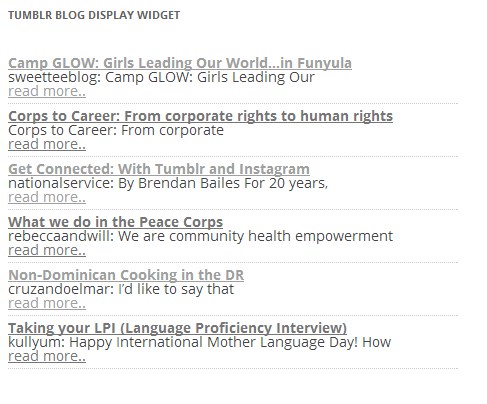 TUMBLR BLOG DISPLAY WIDGET
Camp GLOW: Girls Leading Our World...in Funyula
sweetteeblog: Camp GLOW: Girls Leading Our
read more..
Corps to Career: From corporate rights to human rights
Corps to Career: From corporate
read more..
Get Connected: With Tumblr and Instagram
nationalservice: By Brendan Bailes For 20 years,
read more..
What we do in the Peace Corps
rebeccaandwill: We are community health empowerment
read more..
Non-Dominican Cooking in the DR
cruzandoelmar: I'd like to say that
read more..
Taking your LPI (Language Proficiency Interview)
kullyum: Happy International Mother Language Day! How
read more..